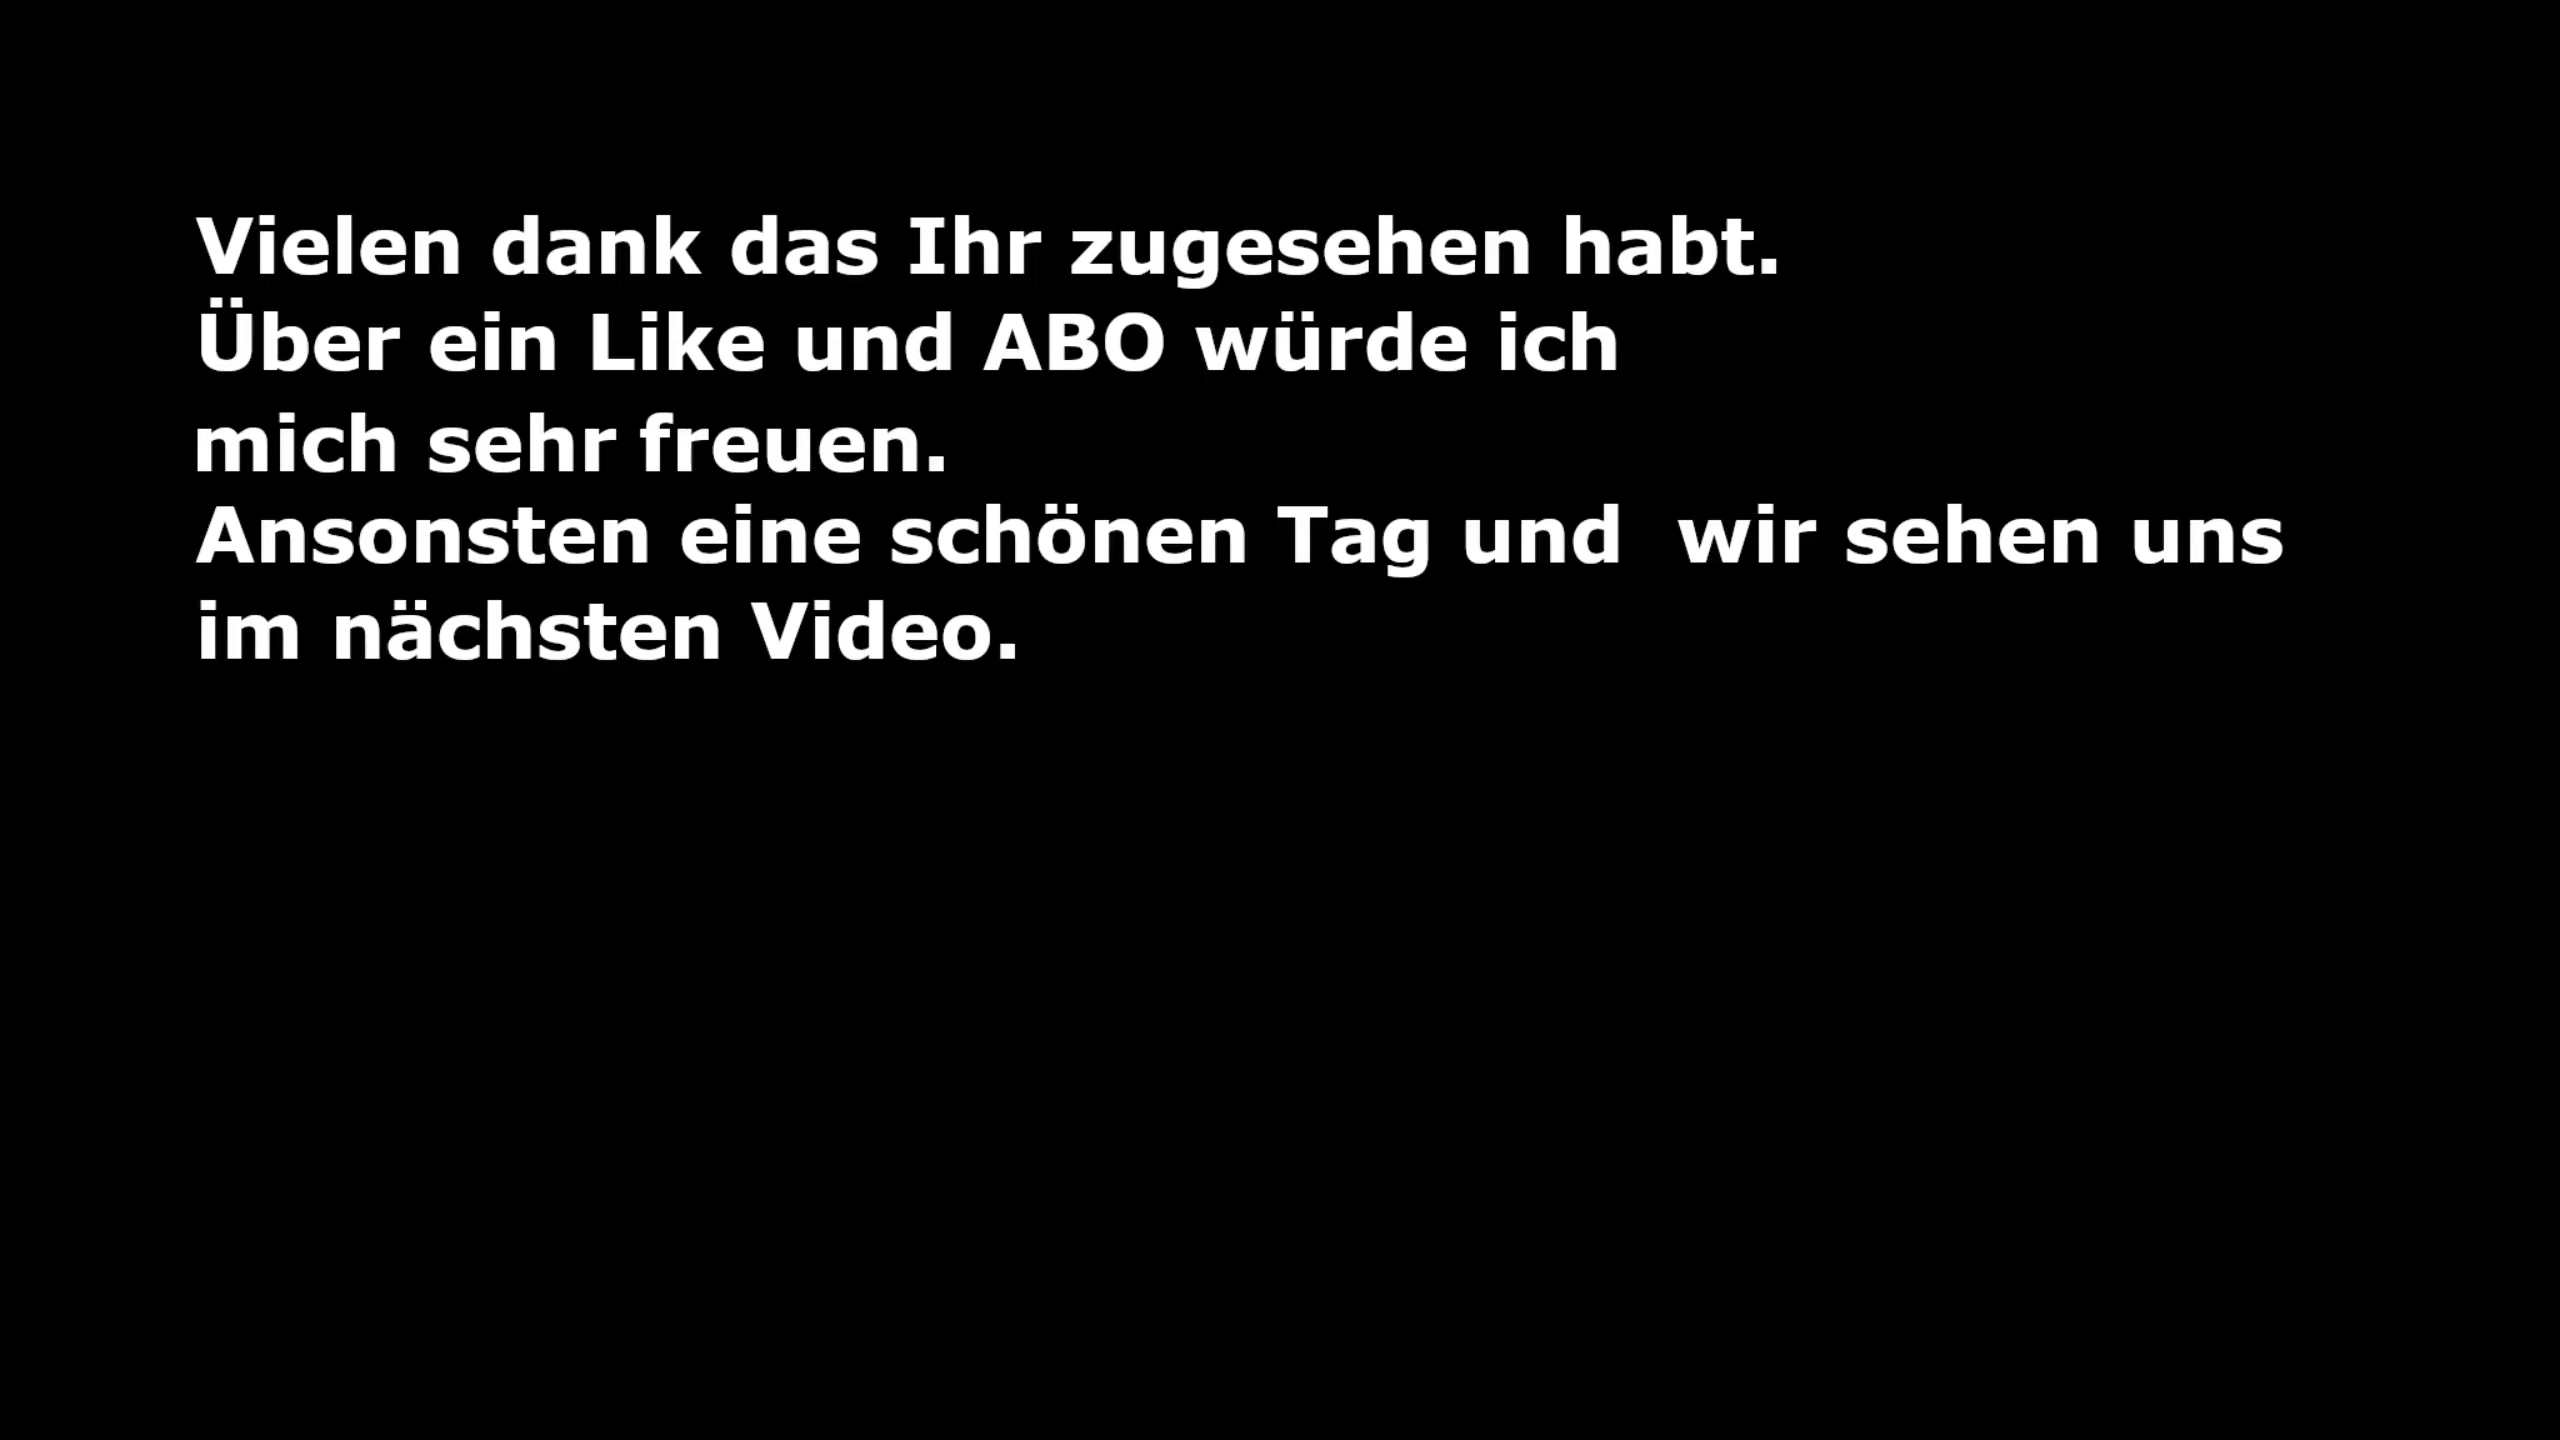 Vielen dank das Ihr zugesehen habt.
Über ein Like und ABO würde ich
mich sehr freuen.
Ansonsten eine schönen Tag und  wir sehen uns
im nächsten Video.